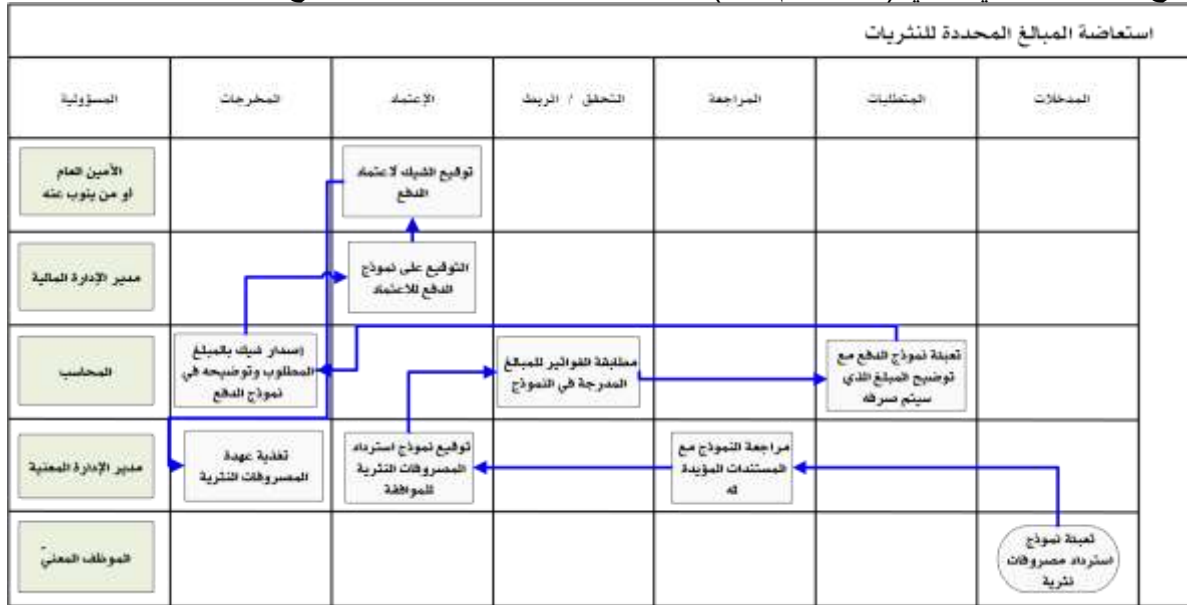 استعاضة المبالغ المحددة للنثريات
المدخلات
المتطلبات
المراجعة
التحقق / الربط
الإعتماد
المخرجات
المسؤولية
توقيع الشيك لاعتماد
الدفع
الأمين العام
او من ينوب عنه
التوقيع على نموذج
الدفع للاعتماد
مدير الإدارة المالية
تعبئة نموذج الدفع مع
توضيح المبلغ الذي
سيتم صرفه
مطابقة الفواتير للمبالغ
المدرجة في النموذج
إصدار شيك بالمبلغ
المطلوب وتوضيحه في
نموذج الدفع
المحاسب
مراجعة النموذج مع
المستندات المؤيدة
له
توقيع نموذج استرداد
المصروفات النثرية
للموافقة
تغذية عهدة
المصروفات النثرية
مدير الإدارة المعنية
تعبئة نموذج
استرداد مصروفات
نثرية
الموظف المعنيّ